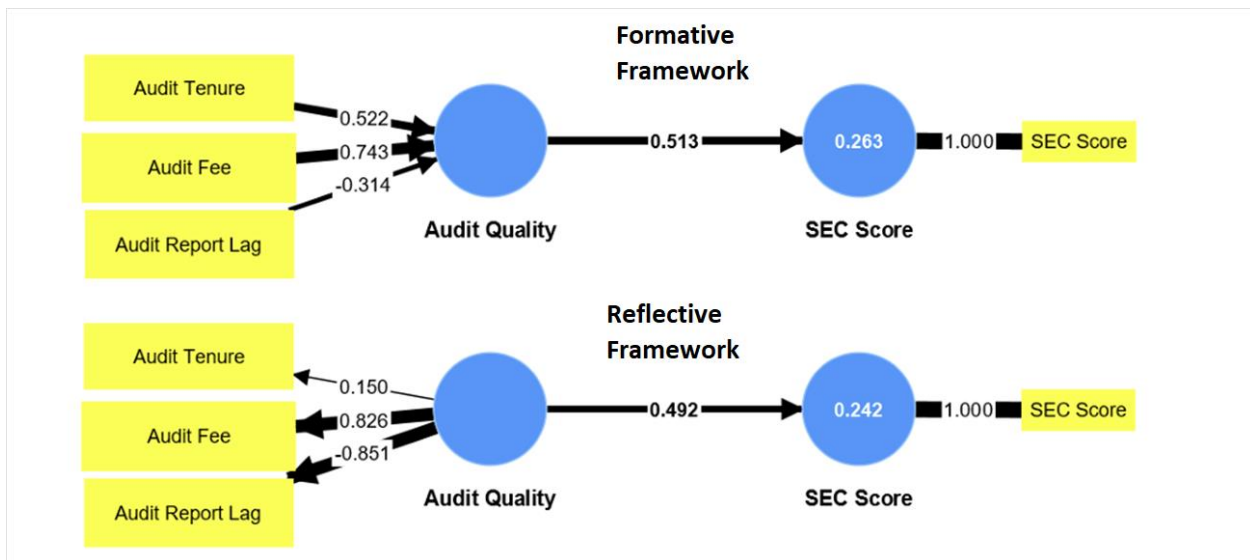 Formative
Framework
Audit Tenure
0.522
Audit Fee
0.743
-0.314
Audit Report Lag
Audit Quality
0.513
0.263
1.000
SEC Score
SEC Score
Reflective
Framework
Audit Tenure
0.150
Audit Fee
0.826
-0.851
Audit Report Lag
Audit Quality
0.492
0.242
1.000
SEC Score
SEC Score